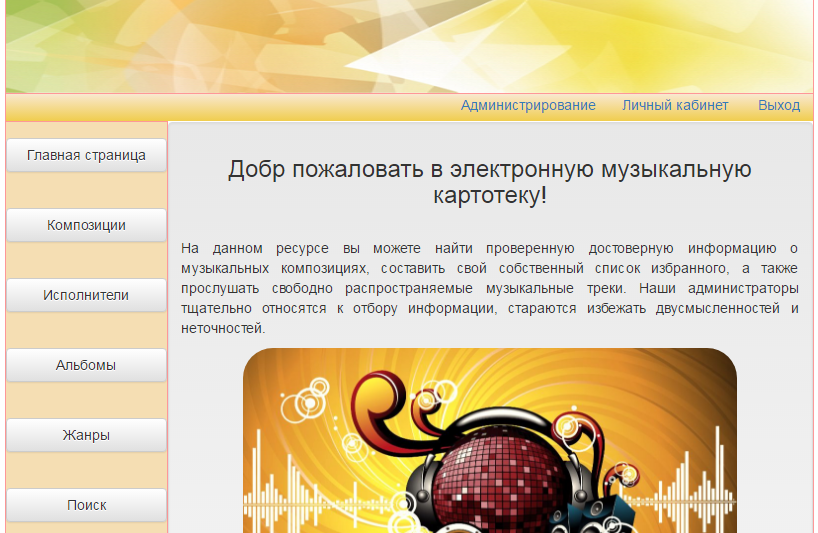 Администрирование Личный кабинет Выход
Главная страница
Композиции
Исполнители
Альбомы
Жанры
Поиск
Добр пожаловать в электронную музыкальную
картотеку!
На данном ресурсе вы можете найти проверенную достоверную информацию о
музыкальных композициях, составить свой собственный список избранного, а также
прослушать свободно распространяемые музыкальные треки. Наши администраторы
тщательно относятся к отбору информации, стараются избежать двусмысленностей и
неточностей.